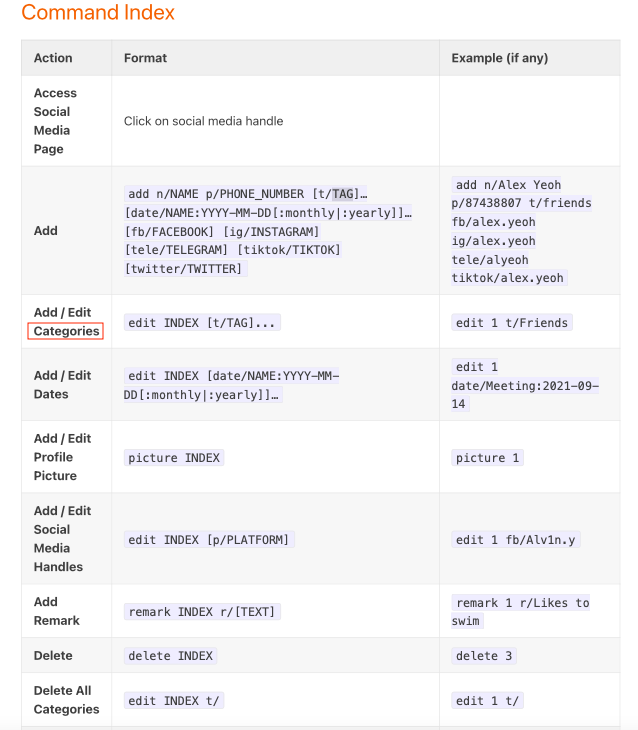 Command Index
Action Format Example (if any)
Access
Social
Media
Page
Click on social media handle
Add
add n/NAME p/PHONE_NUMBER [t/TAG]…
[date/NAME:YYYY-MM-DD[:monthly|:yearly]]…
[fb/FACEBOOK] [ig/INSTAGRAM]
[tele/TELEGRAM] [tiktok/TIKTOK]
[twitter/TWITTER]
add n/Alex Yeoh
p/87438807 t/friends
fb/alex.yeoh
ig/alex.yeoh
tele/alyeoh
tiktok/alex.yeoh
Add / Edit
Categories
edit INDEX [t/TAG]...
edit 1 t/Friends
Add / Edit
Dates
edit INDEX [date/NAME:YYYY-MM-
DD[:monthly|:yearly]]…
edit 1
date/Meeting:2021-09-
14
Add / Edit
Profile
Picture
picture INDEX
picture 1
Add / Edit
Social
Media
Handles
edit INDEX [p/PLATFORM]
edit 1 fb/Alv1n.y
Add
Remark
remark INDEX r/[TEXT]
remark 1 r/Likes to
swim
Delete
delete INDEX
delete 3
Delete All
Categories
edit INDEX t/
edit 1 t/